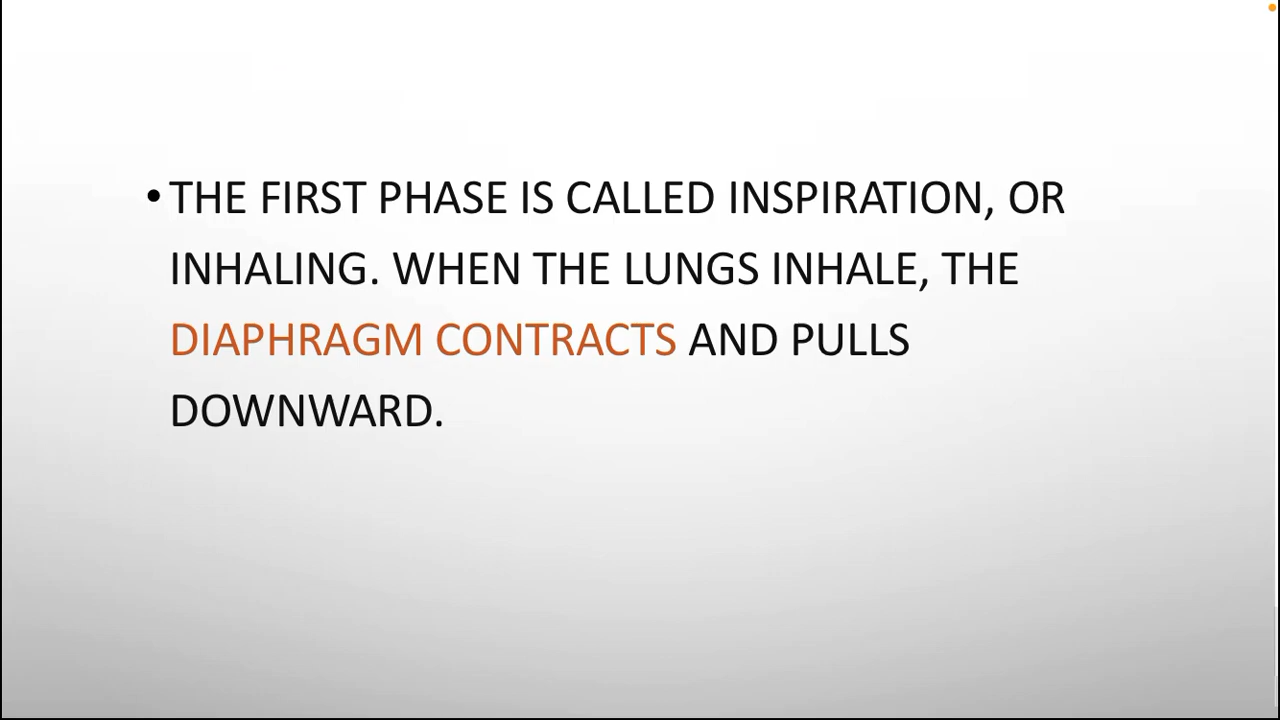 • THE FIRST PHASE IS CALLED INSPIRATION, OR
INHALING. WHEN THE LUNGS INHALE, THE
DIAPHRAGM CONTRACTS AND PULLS
DOWNWARD.